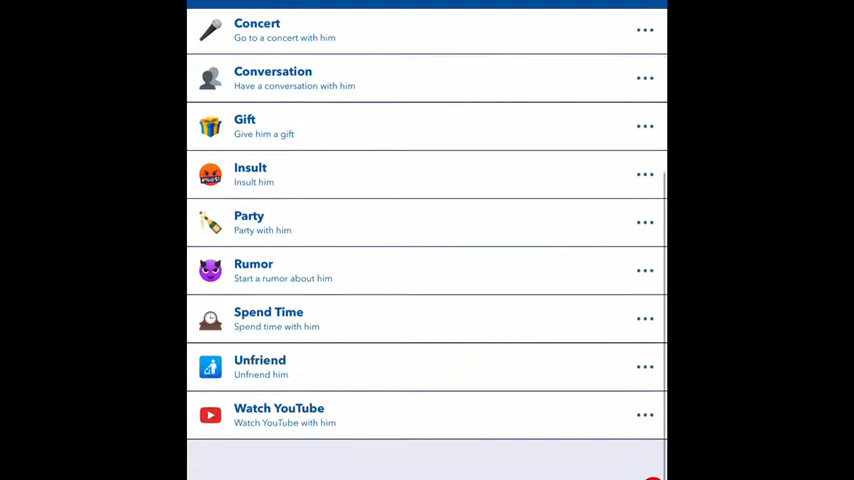 Concert
Go to a concert with him
Conversation
Have a conversation with him
Gift
Give him a gift
Insult
Insult him
Party
Party with him
Rumor
Start a rumor about him
Spend Time
Spend time with him
Unfriend
Unfriend him
Watch YouTube
Watch YouTube with him